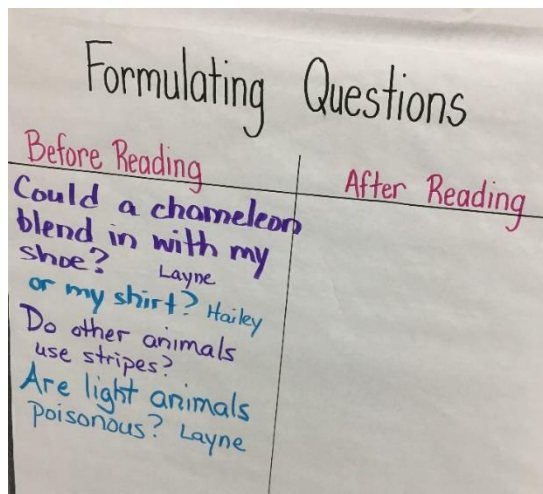 Formulating Questions
Before Reading
After Reading
Could a chameleon
blend in with my
shoe? Layne
or my shirt? Hailey
Do other animals
use stripes?
Are light animals
poisonous? Layne